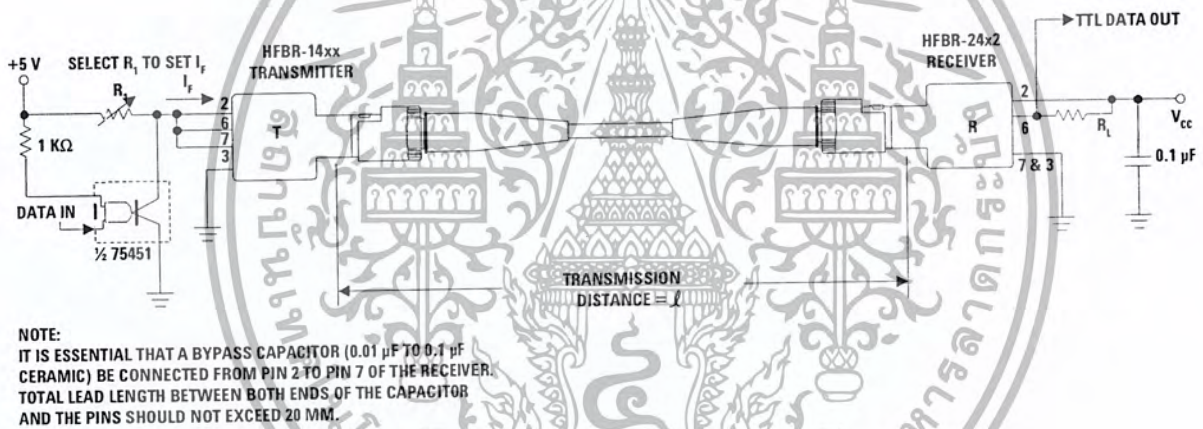 TTL DATA OUT
HFBR-14xx
TRANSMITTER
HFBR-24x2
RECEIVER
+5 V
SELECT R1 TO SET IF
IF
R1
2
6
7
3
T
1 KΩ
DATA IN
½ 75451
R
2
6
7 & 3
RL
Vcc
0.1 µF
TRANSMISSION
DISTANCE = ℓ
NOTE:
IT IS ESSENTIAL THAT A BYPASS CAPACITOR (0.01 µF TO 0.1 µF
CERAMIC) BE CONNECTED FROM PIN 2 TO PIN 7 OF THE RECEIVER.
TOTAL LEAD LENGTH BETWEEN BOTH ENDS OF THE CAPACITOR
AND THE PINS SHOULD NOT EXCEED 20 MM.